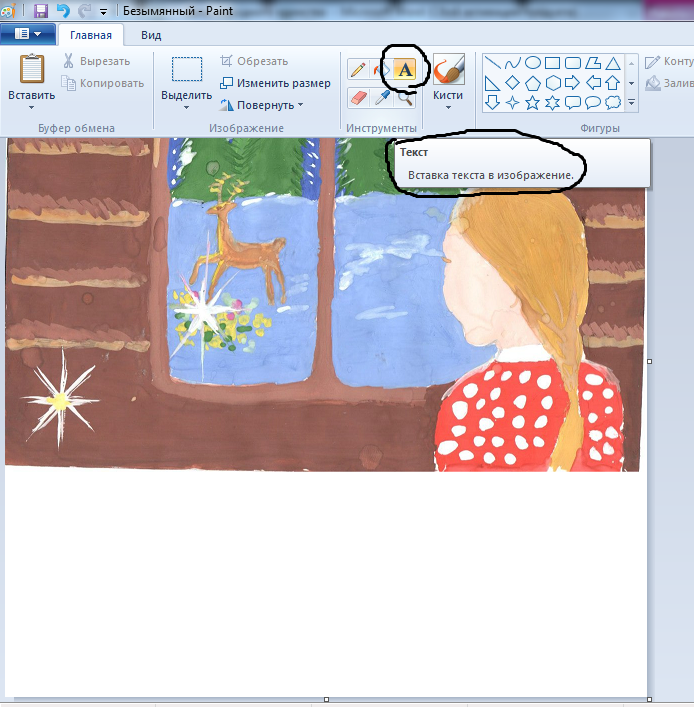 Безымянный - Paint
Главная Вид
Вставить
Вырезать
Копировать
Буфер обмена
Выделить
Обрезать
Изменить размер
Повернуть
Изображение
A
Инструменты
Кисти
Фигуры
Конту
Залив
Текст
Вставка текста в изображение.